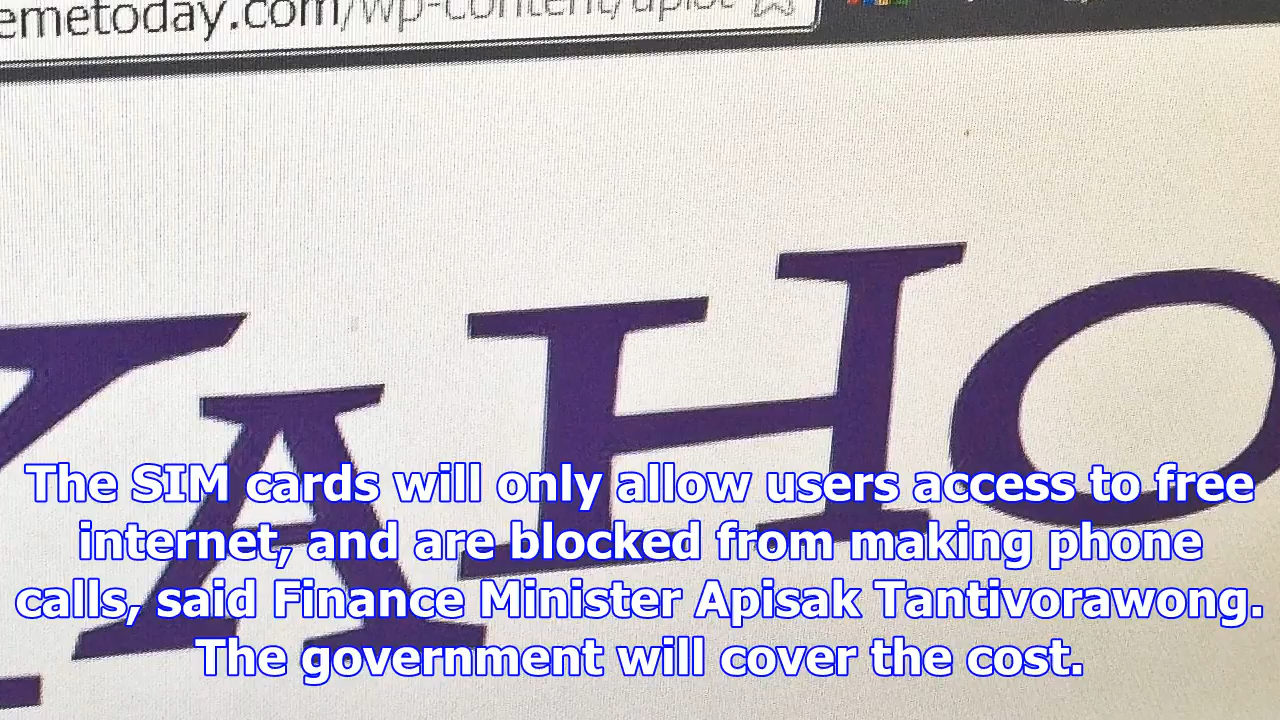 emetoday.com/wp-content/uploa
YAHO
The SIM cards will only allow users access to free
internet, and are blocked from making phone
calls, said Finance Minister Apisak Tantivorawong.
The government will cover the cost.